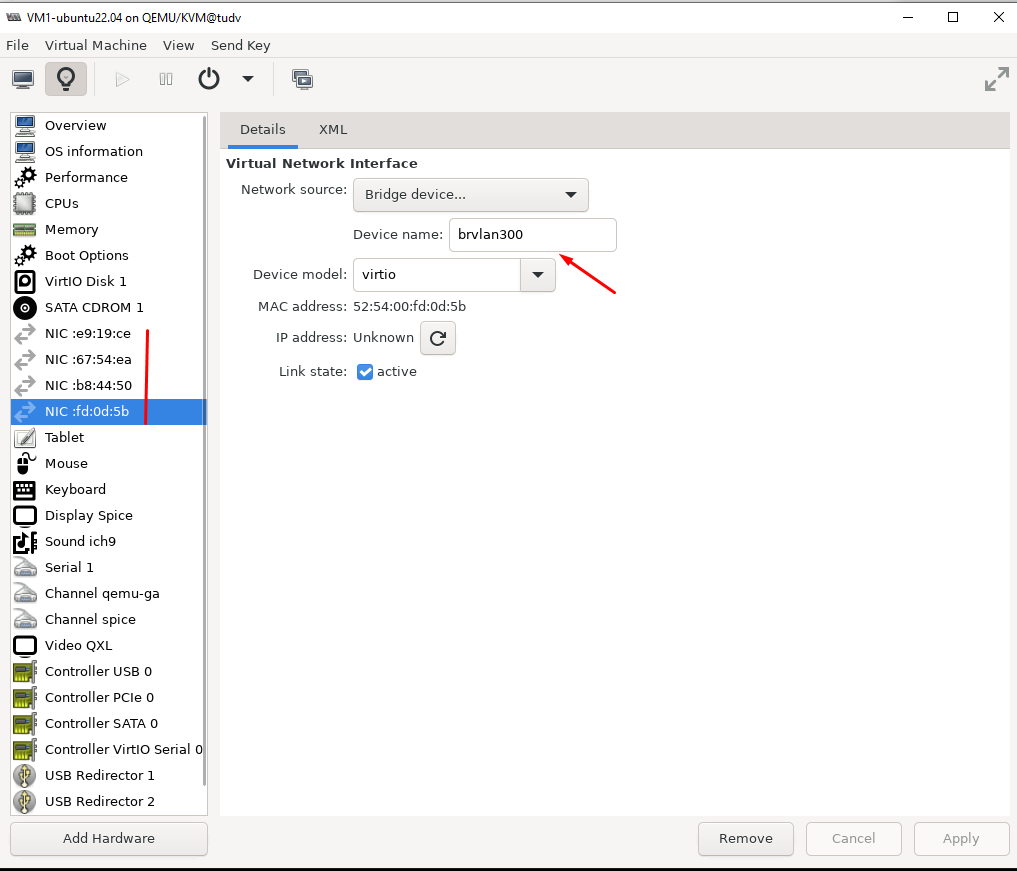 VM1-ubuntu22.04 on QEMU/KVM@tudv
File Virtual Machine View Send Key
Overview
OS information
Performance
CPUs
Memory
Boot Options
VirtIO Disk 1
SATA CDROM 1
NIC :e9:19:ce
NIC :67:54:ea
NIC :b8:44:50
NIC :fd:0d:5b
Tablet
Mouse
Keyboard
Display Spice
Sound ich9
Serial 1
Channel qemu-ga
Channel spice
Video QXL
Controller USB 0
Controller PCIe 0
Controller SATA 0
Controller VirtIO Serial 0
USB Redirector 1
USB Redirector 2
Add Hardware
Details XML
Virtual Network Interface
Network source: Bridge device...
Device name: brvlan300
Device model: virtio
MAC address: 52:54:00:fd:0d:5b
IP address: Unknown
Link state: active
Remove Cancel Apply